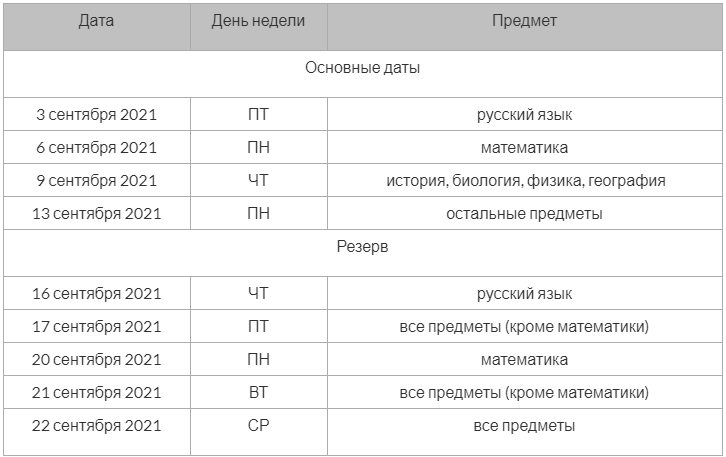 Дата День недели Предмет
Основные даты
3 сентября 2021 ПТ русский язык
6 сентября 2021 ПН математика
9 сентября 2021 ЧТ история, биология, физика, география
13 сентября 2021 ПН остальные предметы
Резерв
16 сентября 2021 ЧТ русский язык
17 сентября 2021 ПТ все предметы (кроме математики)
20 сентября 2021 ПН математика
21 сентября 2021 ВТ все предметы (кроме математики)
22 сентября 2021 СР все предметы